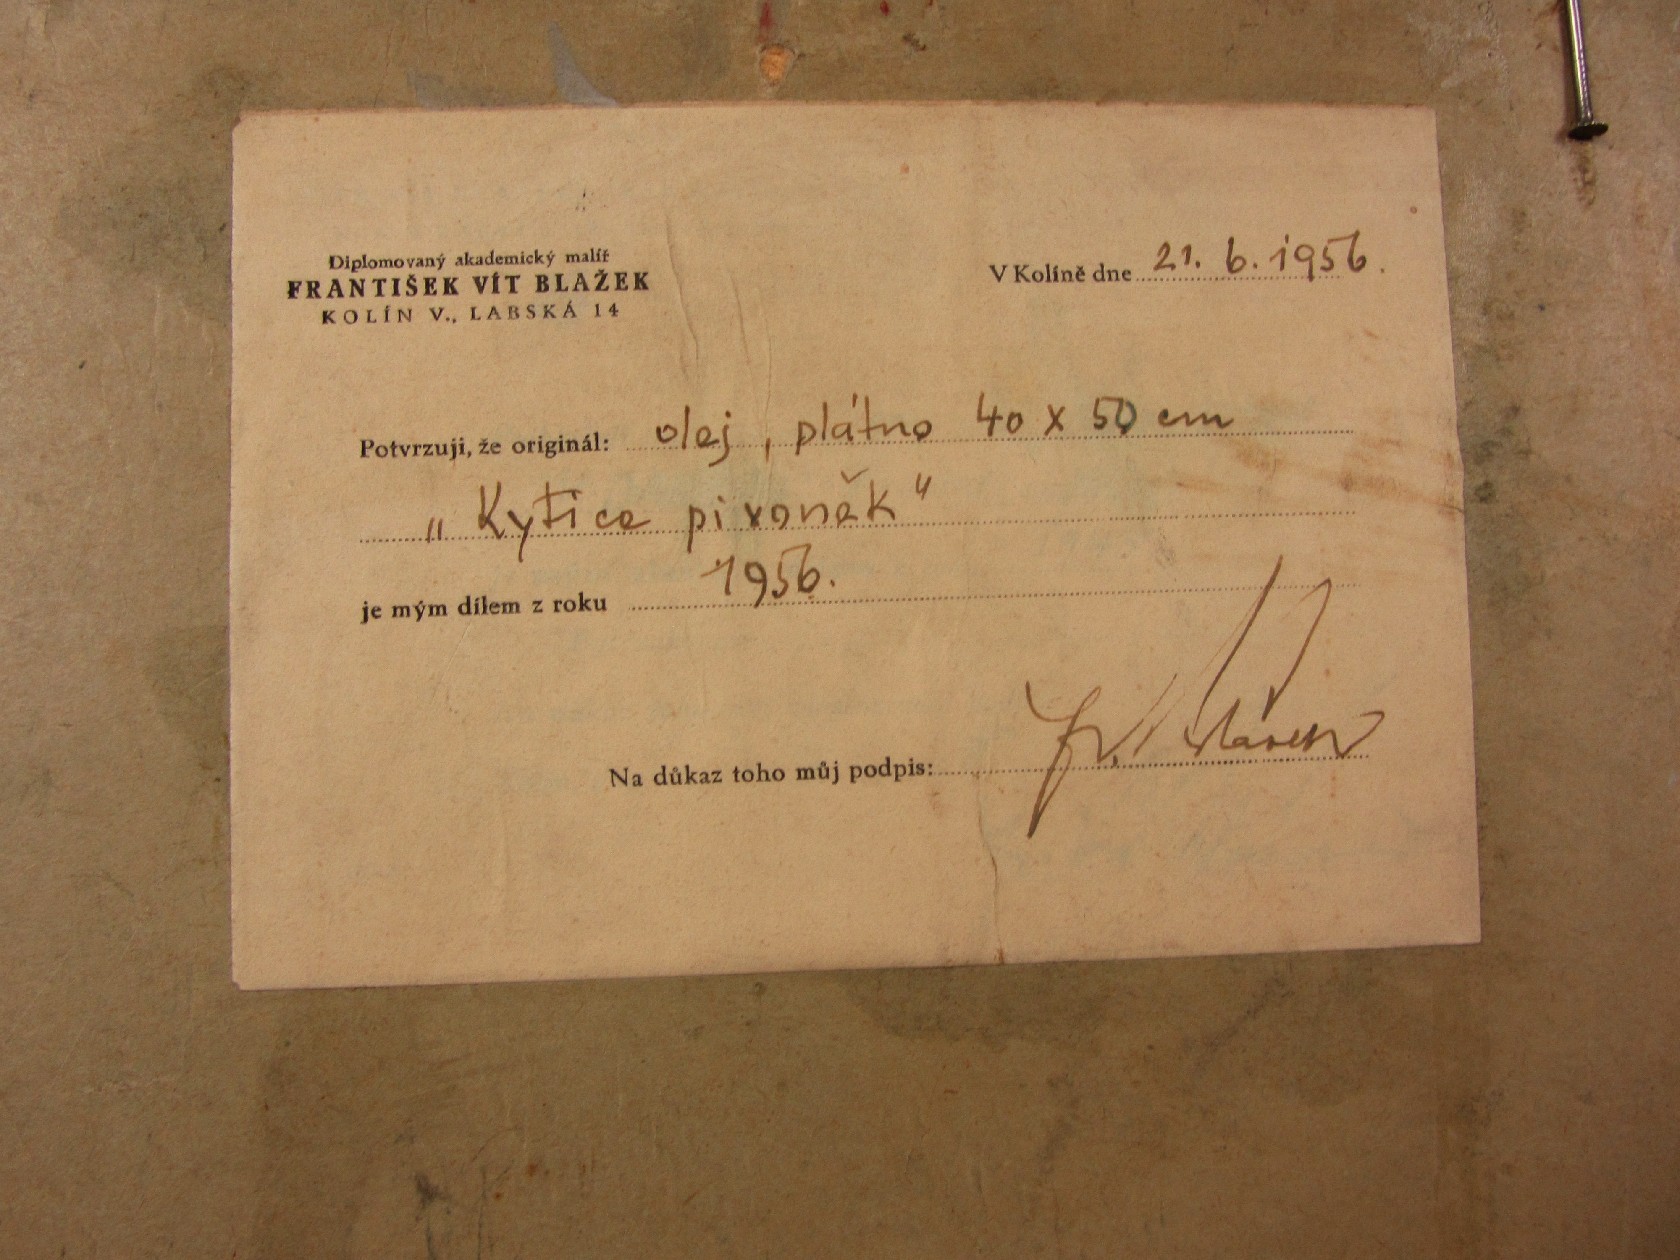 Diplomovaný akademický malíř
FRANTIŠEK VÍT BLAŽEK
KOLÍN V., LABSKÁ 14
V Kolíně dne 21. 6. 1956.
Potvrzuji, že originál: olej, plátno 40 x 50 cm
„Kytice pivoněk"
je mým dílem z roku 1956.
Na důkaz toho můj podpis: